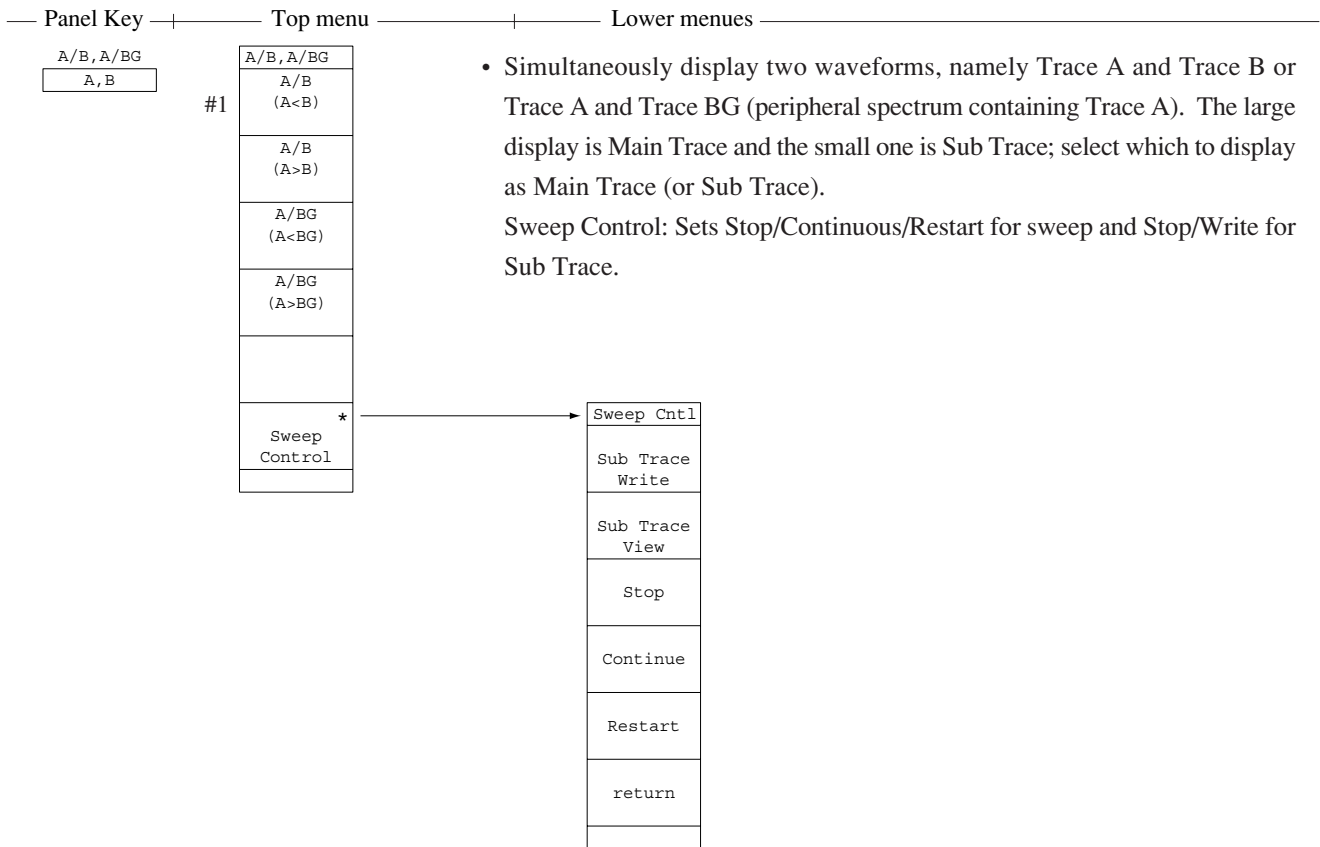 Panel Key Top menu Lower menues
A/B,A/BG
A,B
#1
A/B,A/BG
A/B
(A<B)
A/B
(A>B)
A/BG
(A<BG)
A/BG
(A>BG)
*
Sweep
Control
• Simultaneously display two waveforms, namely Trace A and Trace B or
Trace A and Trace BG (peripheral spectrum containing Trace A). The large
display is Main Trace and the small one is Sub Trace; select which to display
as Main Trace (or Sub Trace).
Sweep Control: Sets Stop/Continuous/Restart for sweep and Stop/Write for
Sub Trace.
Sweep Cntl
Sub Trace
Write
Sub Trace
View
Stop
Continue
Restart
return